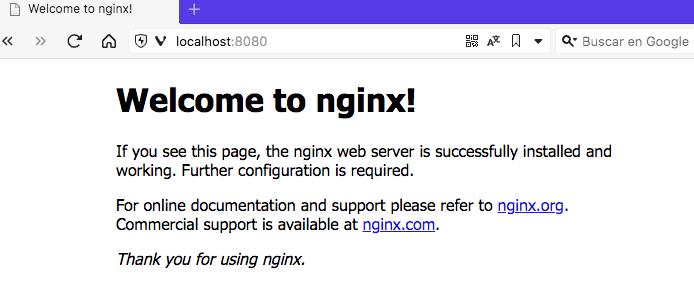 Welcome to nginx!
localhost:8080
Buscar en Google
Welcome to nginx!
If you see this page, the nginx web server is successfully installed and
working. Further configuration is required.
For online documentation and support please refer to nginx.org.
Commercial support is available at nginx.com.
Thank you for using nginx.